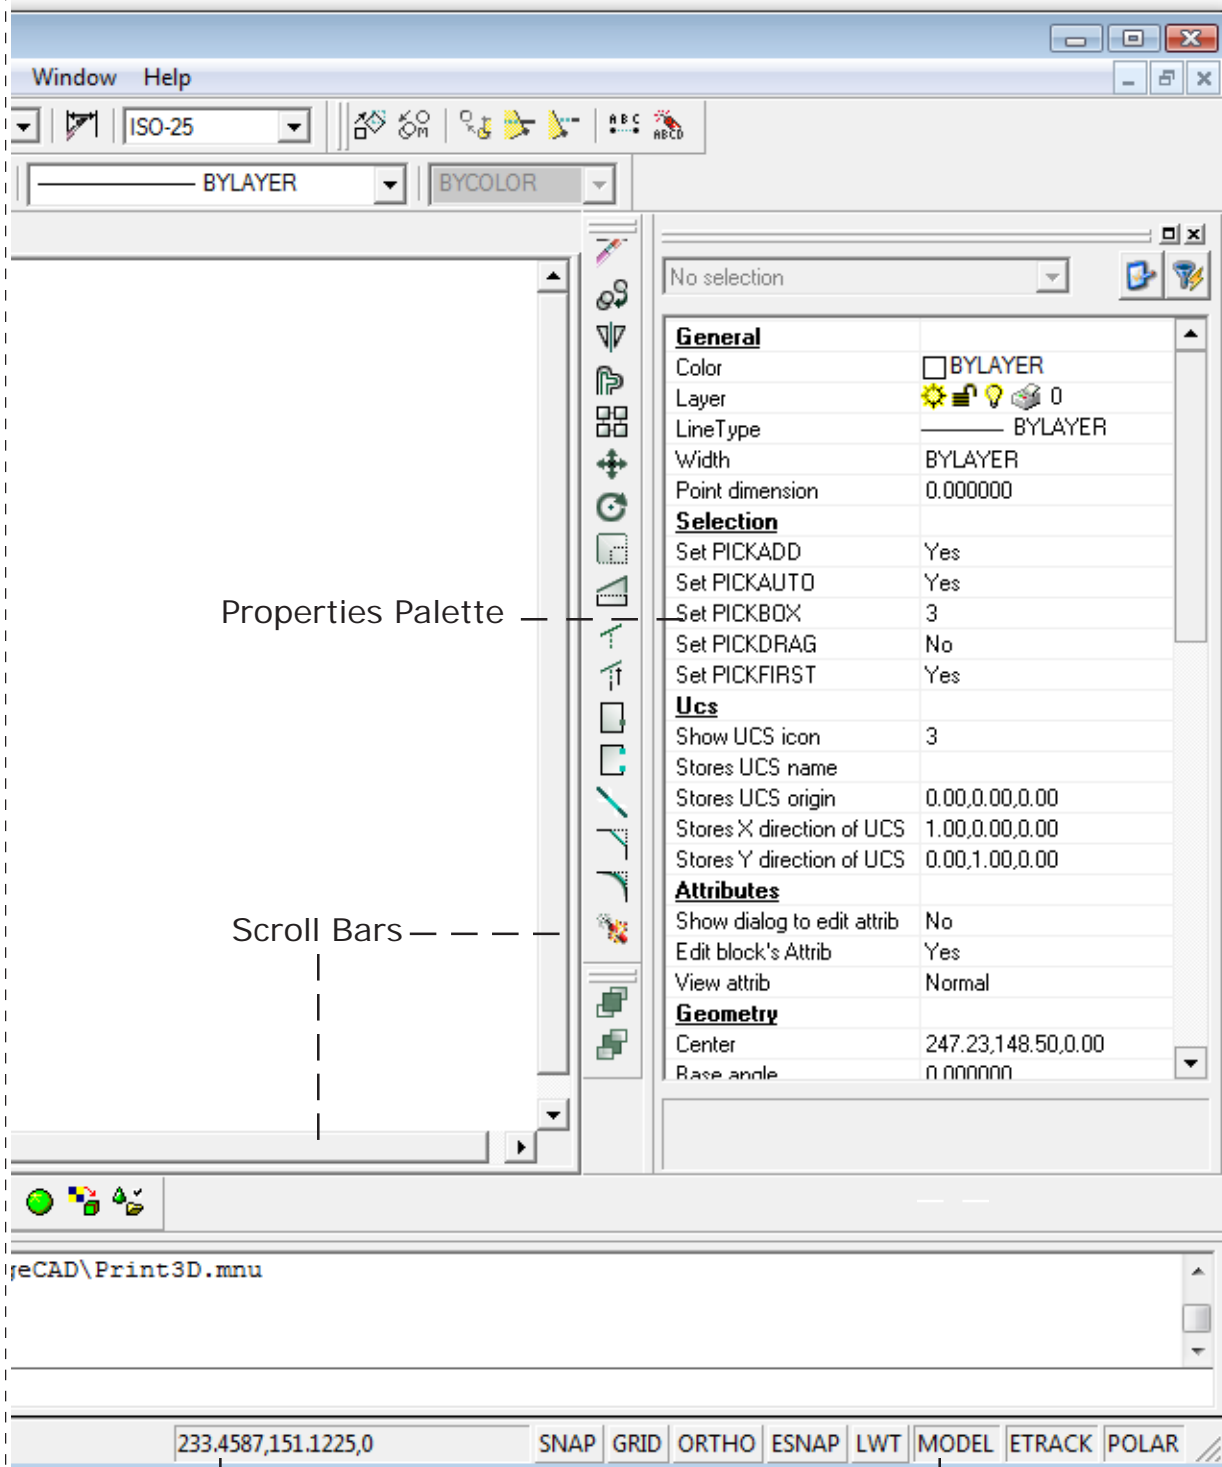 Window Help
ISO-25
A B C
ABCD
BYLAYER BYCOLOR
No selection
General
Color BYLAYER
Layer 0
LineType BYLAYER
Width BYLAYER
Point dimension 0.000000
Selection
Set PICKADD Yes
Set PICKAUTO Yes
Set PICKBOX 3
Set PICKDRAG No
Set PICKFIRST Yes
Ucs
Show UCS icon 3
Stores UCS name
Stores UCS origin 0.00,0.00,0.00
Stores X direction of UCS 1.00,0.00,0.00
Stores Y direction of UCS 0.00,1.00,0.00
Attributes
Show dialog to edit attrib No
Edit block's Attrib Yes
View attrib Normal
Geometry
Center 247.23,148.50,0.00
Base angle 0.000000
Properties Palette
Scroll Bars
geCAD\Print3D.mnu
233.4587,151.1225,0 SNAP GRID ORTHO ESNAP LWT MODEL ETRACK POLAR